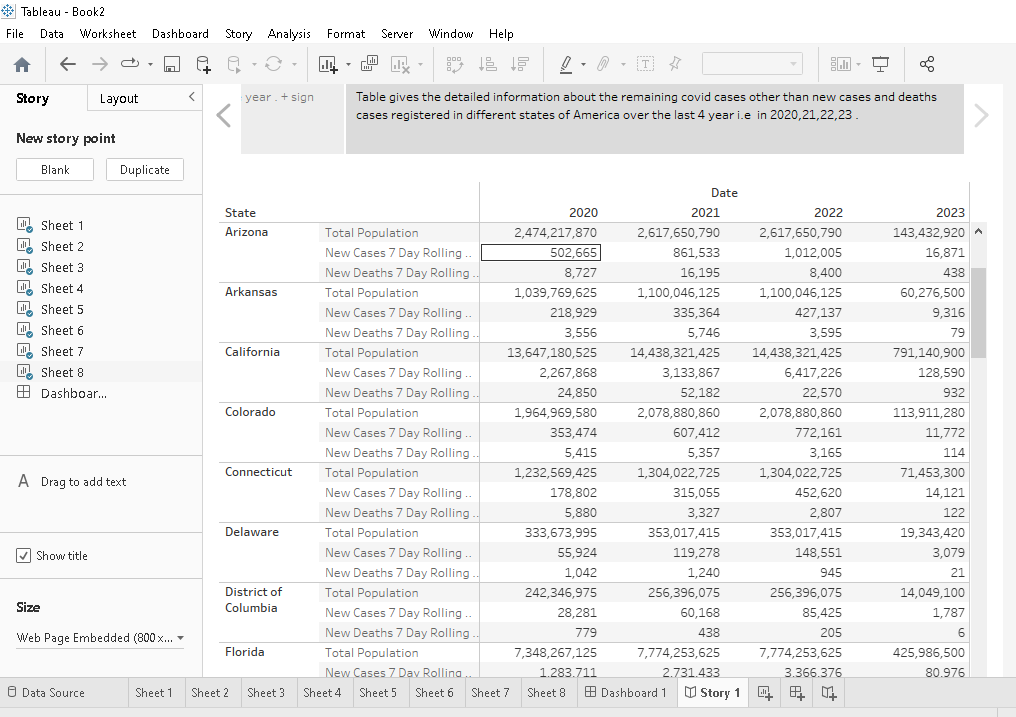 Tableau - Book2
File Data Worksheet Dashboard Story Analysis Format Server Window Help
Story Layout
New story point
Blank Duplicate
Sheet 1
Sheet 2
Sheet 3
Sheet 4
Sheet 5
Sheet 6
Sheet 7
Sheet 8
Dashboar...
A Drag to add text
Show title
Size
Web Page Embedded (800 x...
year . + sign
Table gives the detailed information about the remaining covid cases other than new cases and deaths
cases registered in different states of America over the last 4 year i.e in 2020,21,22,23 .
Date
State 2020 2021 2022 2023
Arizona Total Population 2,474,217,870 2,617,650,790 2,617,650,790 143,432,920
New Cases 7 Day Rolling .. 502,665 861,533 1,012,005 16,871
New Deaths 7 Day Rolling .. 8,727 16,195 8,400 438
Arkansas Total Population 1,039,769,625 1,100,046,125 1,100,046,125 60,276,500
New Cases 7 Day Rolling .. 218,929 335,364 427,137 9,316
New Deaths 7 Day Rolling .. 3,556 5,746 3,595 79
California Total Population 13,647,180,525 14,438,321,425 14,438,321,425 791,140,900
New Cases 7 Day Rolling .. 2,267,868 3,133,867 6,417,226 128,590
New Deaths 7 Day Rolling .. 24,850 52,182 22,570 932
Colorado Total Population 1,964,969,580 2,078,880,860 2,078,880,860 113,911,280
New Cases 7 Day Rolling .. 353,474 607,412 772,161 11,772
New Deaths 7 Day Rolling .. 5,415 5,357 3,165 114
Connecticut Total Population 1,232,569,425 1,304,022,725 1,304,022,725 71,453,300
New Cases 7 Day Rolling .. 178,802 315,055 452,620 14,121
New Deaths 7 Day Rolling .. 5,880 3,327 2,807 122
Delaware Total Population 333,673,995 353,017,415 353,017,415 19,343,420
New Cases 7 Day Rolling .. 55,924 119,278 148,551 3,079
New Deaths 7 Day Rolling .. 1,042 1,240 945 21
District of Columbia Total Population 242,346,975 256,396,075 256,396,075 14,049,100
New Cases 7 Day Rolling .. 28,281 60,168 85,425 1,787
New Deaths 7 Day Rolling .. 779 438 205 6
Florida Total Population 7,348,267,125 7,774,253,625 7,774,253,625 425,986,500
New Cases 7 Day Rolling .. 1,283,711 2,731,433 3,366,376 80,976
Data Source Sheet 1 Sheet 2 Sheet 3 Sheet 4 Sheet 5 Sheet 6 Sheet 7 Sheet 8 Dashboard 1 Story 1